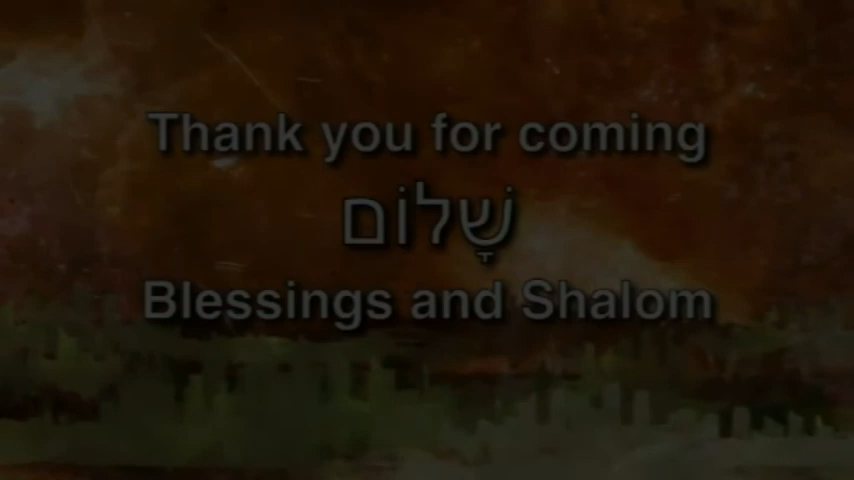 Thank you for coming
שָׁלוֹם
Blessings and Shalom